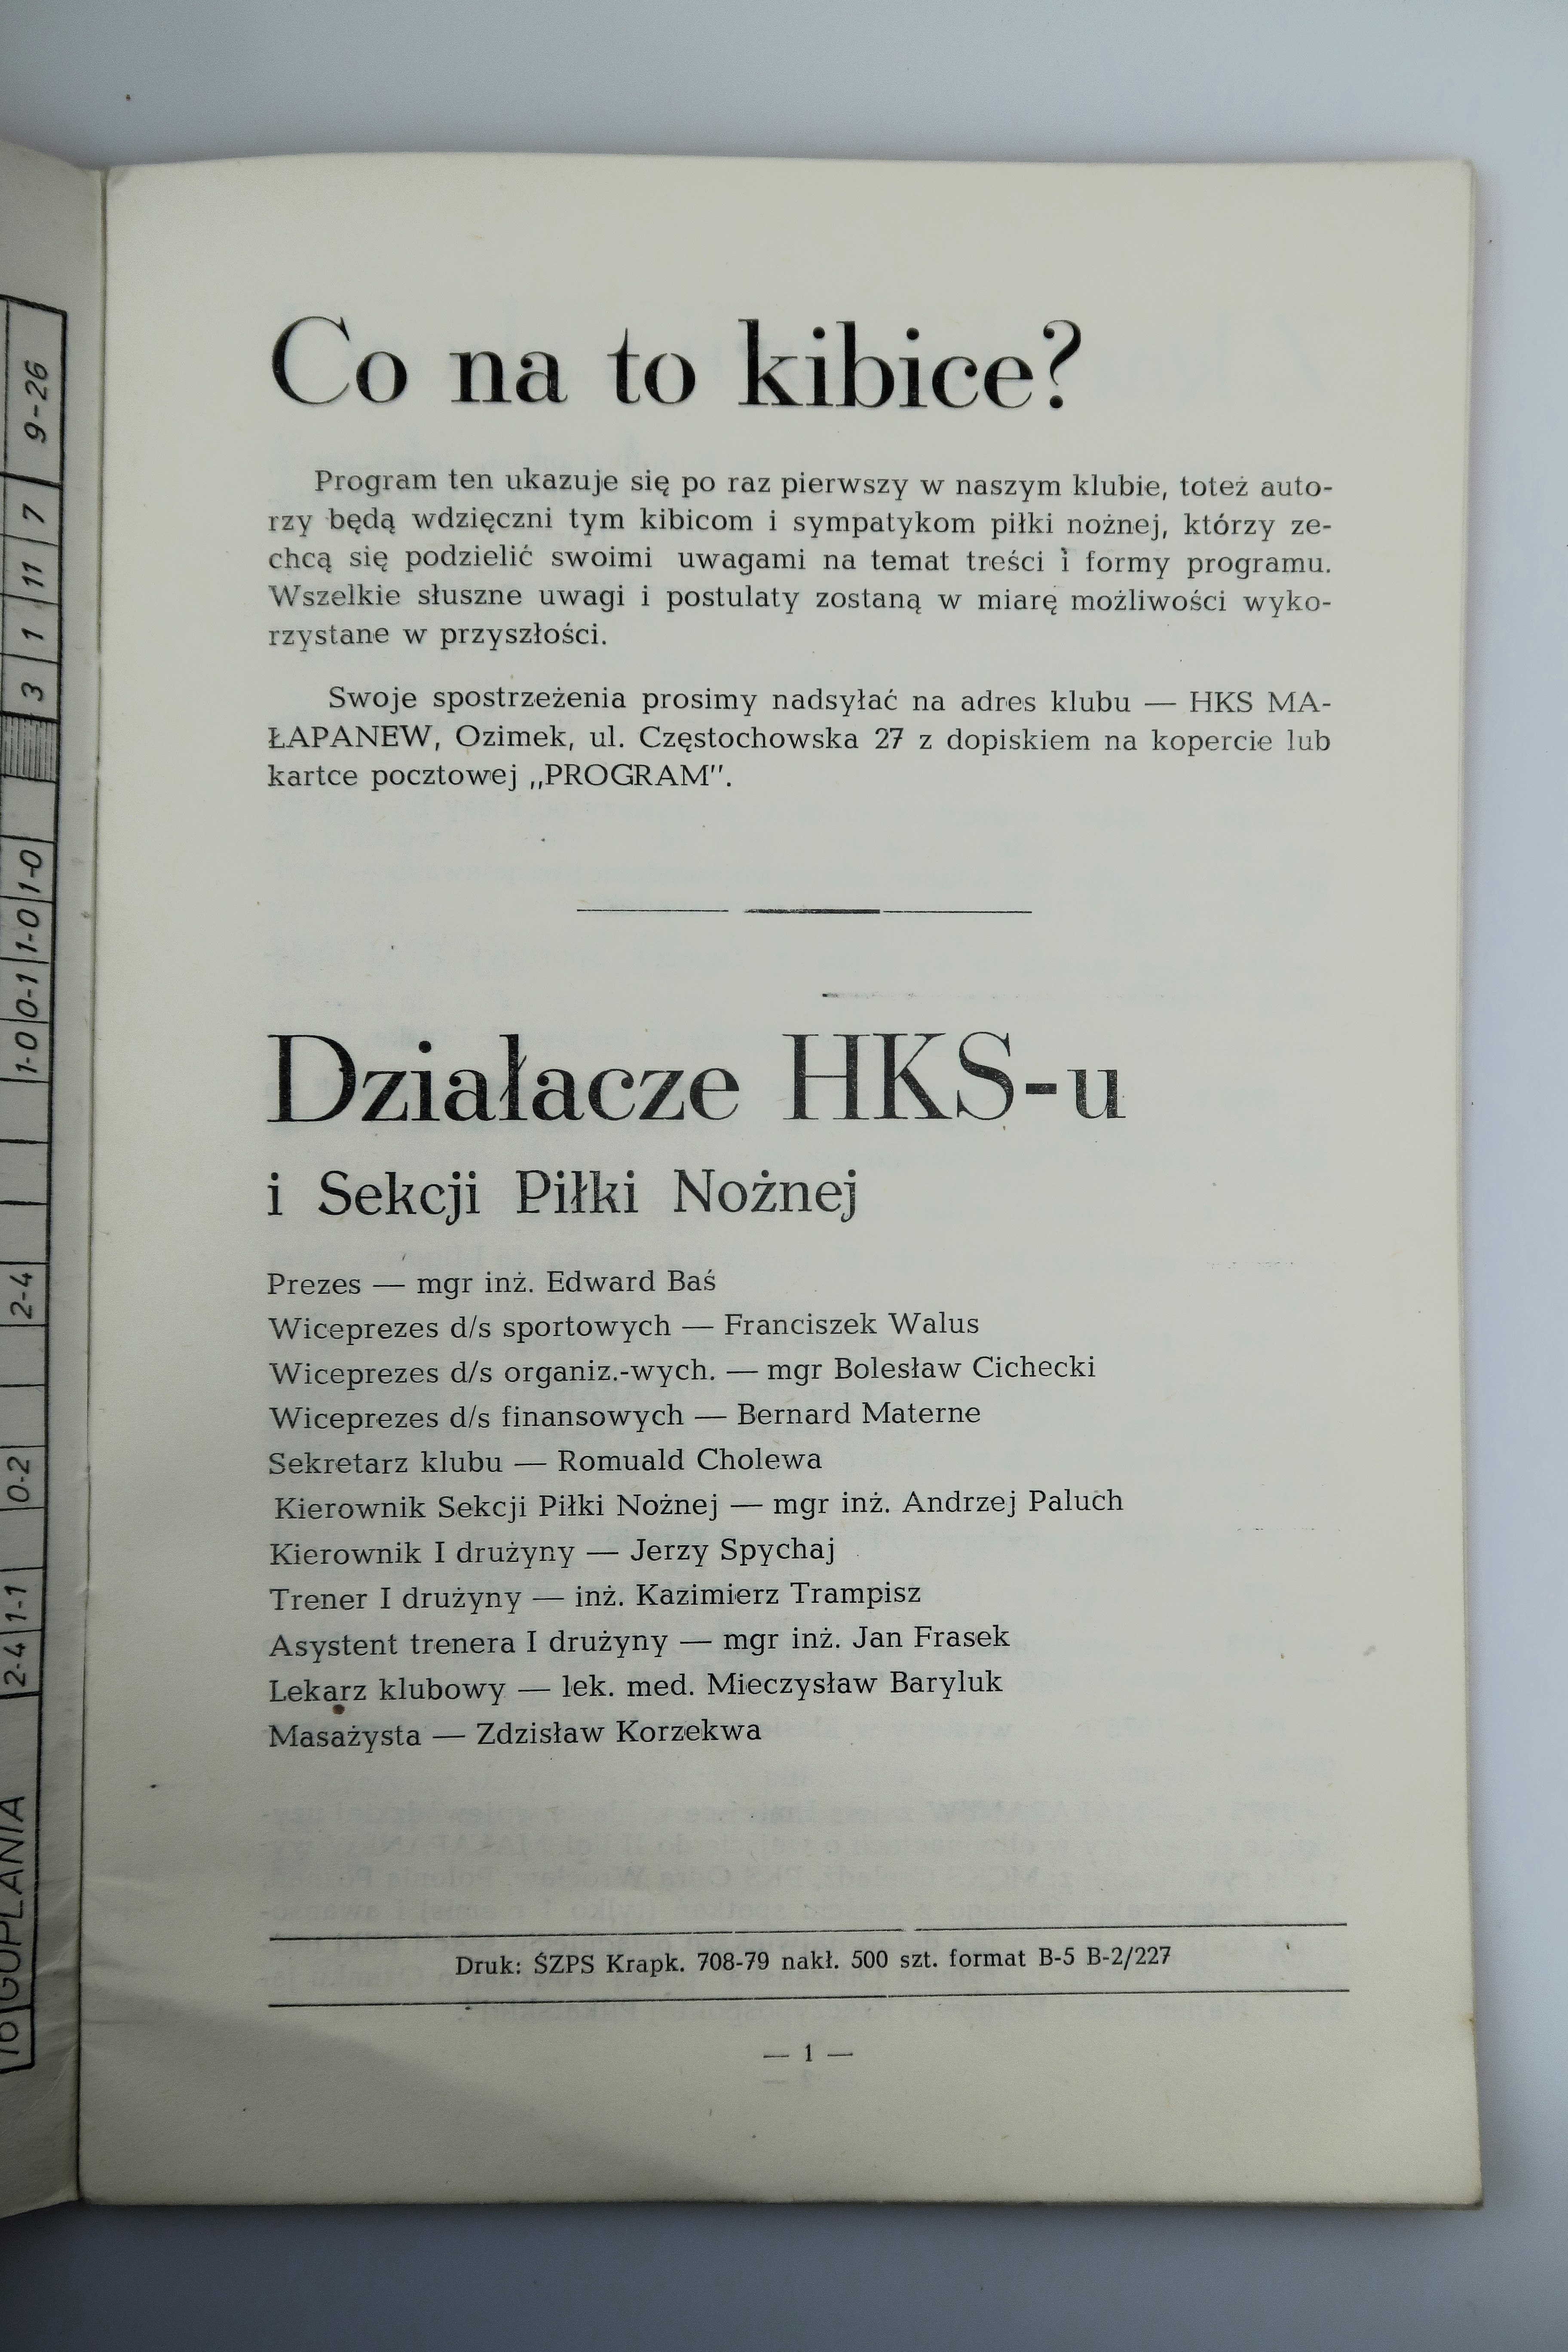 Co na to kibice?
Program ten ukazuje się po raz pierwszy w naszym klubie, toteż auto-
rzy będą wdzięczni tym kibicom i sympatykom piłki nożnej, którzy ze-
chcą się podzielić swoimi uwagami na temat treści i formy programu.
Wszelkie słuszne uwagi i postulaty zostaną w miarę możliwości wyko-
rzystane w przyszłości.
Swoje spostrzeżenia prosimy nadsyłać na adres klubu — HKS MA-
ŁAPANEW, Ozimek, ul. Częstochowska 27 z dopiskiem na kopercie lub
kartce pocztowej „PROGRAM”.
Działacze HKS-u
i Sekcji Piłki Nożnej
Prezes — mgr inż. Edward Baś
Wiceprezes d/s sportowych — Franciszek Walus
Wiceprezes d/s organiz.-wych. — mgr Bolesław Cichecki
Wiceprezes d/s finansowych — Bernard Materne
Sekretarz klubu — Romuald Cholewa
Kierownik Sekcji Piłki Nożnej — mgr inż. Andrzej Paluch
Kierownik I drużyny — Jerzy Spychaj
Trener I drużyny — inż. Kazimierz Trampisz
Asystent trenera I drużyny — mgr inż. Jan Frasek
Lekarz klubowy — lek. med. Mieczysław Baryluk
Masażysta — Zdzisław Korzekwa
Druk: ŚZPS Krapk. 708-79 nakł. 500 szt. format B-5 B-2/227
— 1 —
16 GOPLANIA 2-4 1-1 0-2 2-4 1-0 0-1 1-0 1-0 3 1 11 7 9-26